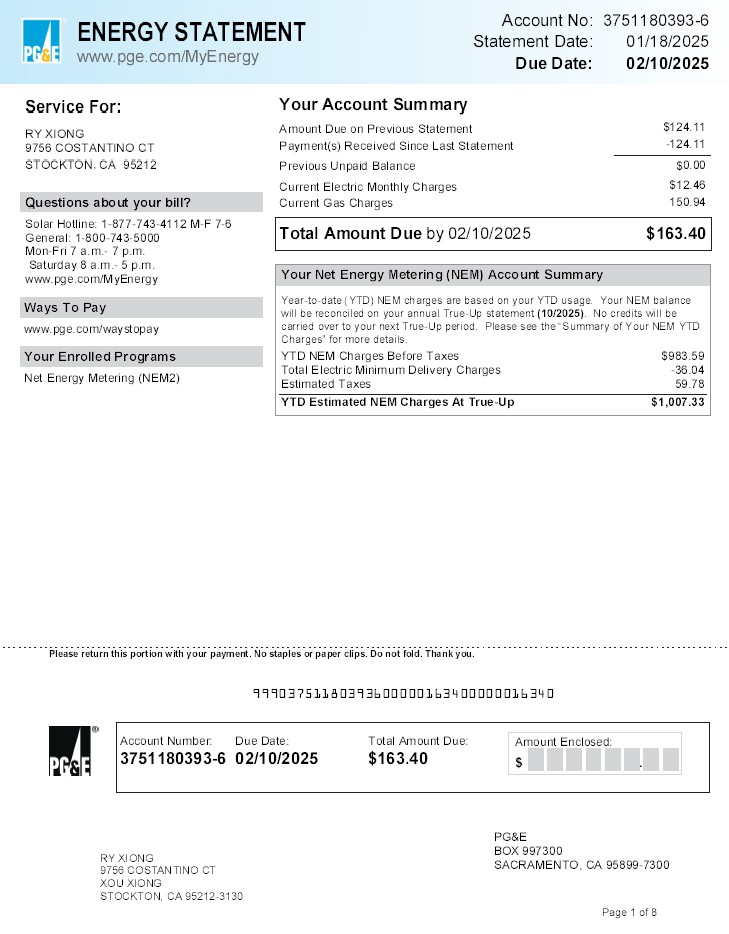 PG&E
ENERGY STATEMENT
www.pge.com/MyEnergy
Account No: 3751180393-6
Statement Date: 01/18/2025
Due Date: 02/10/2025
Service For:
RY XIONG
9756 COSTANTINO CT
STOCKTON, CA 95212
Questions about your bill?
Solar Hotline: 1-877-743-4112 M-F 7-6
General: 1-800-743-5000
Mon-Fri 7 a.m.- 7 p.m.
Saturday 8 a.m.- 5 p.m.
www.pge.com/MyEnergy
Ways To Pay
www.pge.com/waystopay
Your Enrolled Programs
Net Energy Metering (NEM2)
Your Account Summary
Amount Due on Previous Statement $124.11
Payment(s) Received Since Last Statement -124.11
Previous Unpaid Balance $0.00
Current Electric Monthly Charges $12.46
Current Gas Charges 150.94
Total Amount Due by 02/10/2025 $163.40
Your Net Energy Metering (NEM) Account Summary
Year-to-date (YTD) NEM charges are based on your YTD usage. Your NEM balance
will be reconciled on your annual True-Up statement (10/2025). No credits will be
carried over to your next True-Up period. Please see the "Summary of Your NEM YTD
Charges" for more details.
YTD NEM Charges Before Taxes $983.59
Total Electric Minimum Delivery Charges -36.04
Estimated Taxes 59.78
YTD Estimated NEM Charges At True-Up $1,007.33
Please return this portion with your payment. No staples or paper clips. Do not fold. Thank you.
99903751180393600000163400000016340
PG&E ®
Account Number: Due Date: Total Amount Due: Amount Enclosed:
3751180393-6 02/10/2025 $163.40 $ .
PG&E
BOX 997300
SACRAMENTO, CA 95899-7300
RY XIONG
9756 COSTANTINO CT
XOU XIONG
STOCKTON, CA 95212-3130
Page 1 of 8